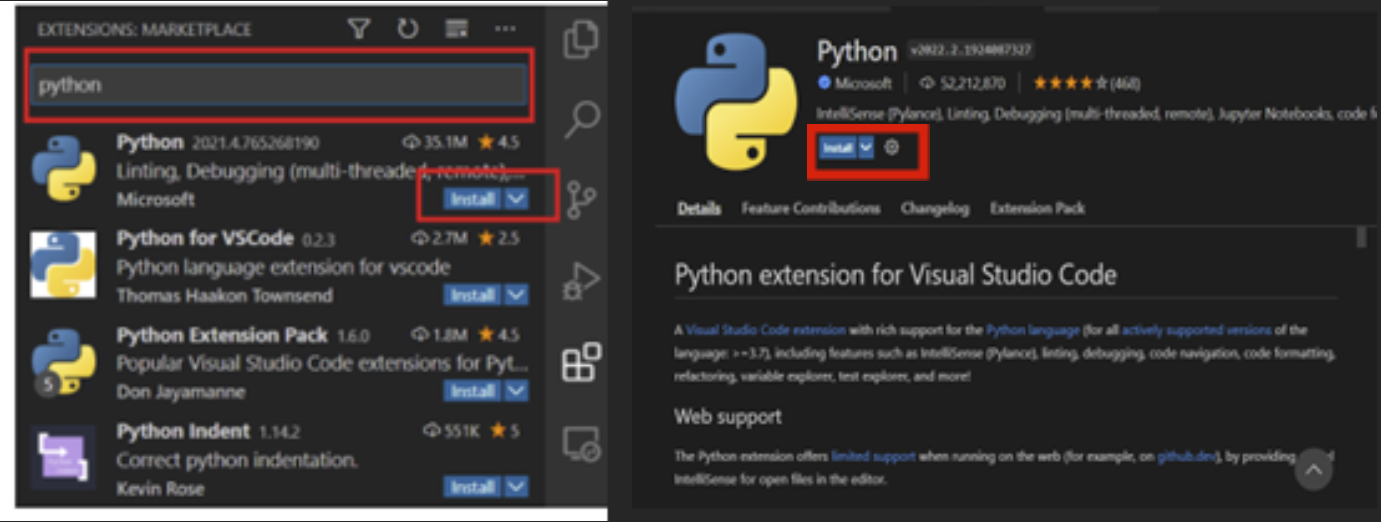 EXTENSIONS: MARKETPLACE
python
Python 2021.4.765268190 35.1M 4.5
Linting, Debugging (multi-threaded, remote),...
Microsoft Install
Python for VSCode 0.2.3 2.7M 2.5
Python language extension for vscode
Thomas Haakon Townsend Install
Python Extension Pack 1.6.0 1.8M 4.5
Popular Visual Studio Code extensions for Pyt...
5
Don Jayamanne Install
Python Indent 1.14.2 551K 5
Correct python indentation.
Kevin Rose Install
Python v2022.2.1924087327
Microsoft 52,212,870 (468)
IntelliSense (Pylance), Linting, Debugging (multi-threaded, remote), Jupyter Notebooks, code f
Install
Details Feature Contributions Changelog Extension Pack
Python extension for Visual Studio Code
A Visual Studio Code extension with rich support for the Python language (for all actively supported versions of the
language: >=3.7), including features such as IntelliSense (Pylance), linting, debugging, code navigation, code formatting,
refactoring, variable explorer, test explorer, and more!
Web support
The Python extension offers limited support when running on the web (for example, on github.dev), by providing
IntelliSense for open files in the editor.